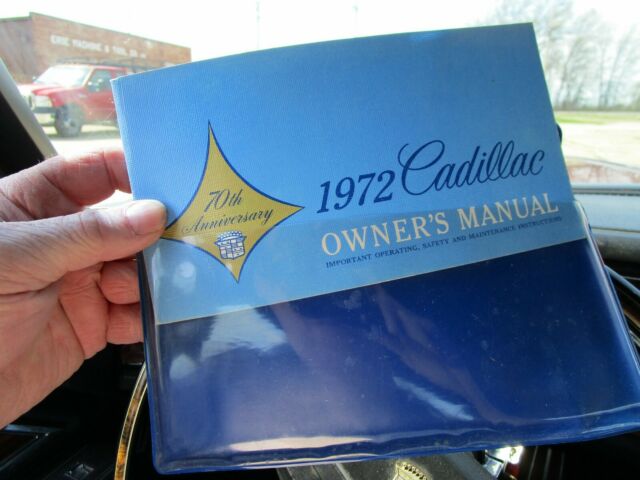 ERIE MACHINE & TOOL CO
70th
Anniversary
1972 Cadillac
OWNER'S MANUAL
IMPORTANT OPERATING, SAFETY AND MAINTENANCE INSTRUCTIONS